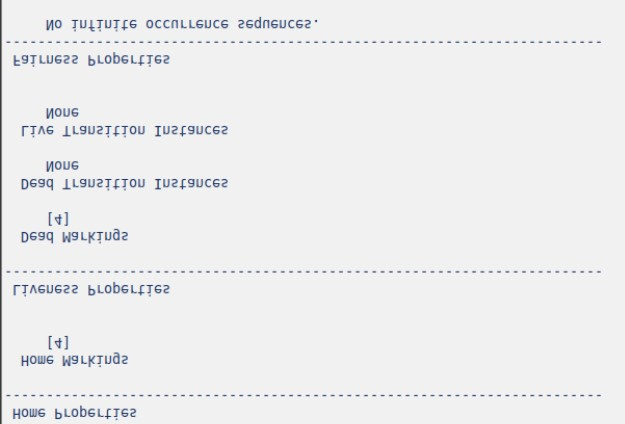 Home Properties
------------------------------------------------------------------------
Home Markings
[4]
Liveness Properties
------------------------------------------------------------------------
Dead Markings
[4]
Dead Transition Instances
None
Live Transition Instances
None
Fairness Properties
------------------------------------------------------------------------
No infinite occurrence sequences.